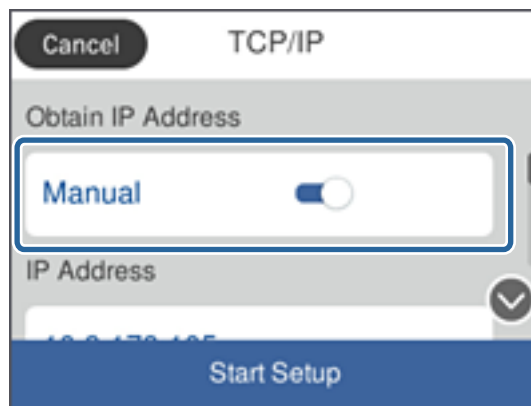 Cancel
TCP/IP
Obtain IP Address
Manual
IP Address
Start Setup